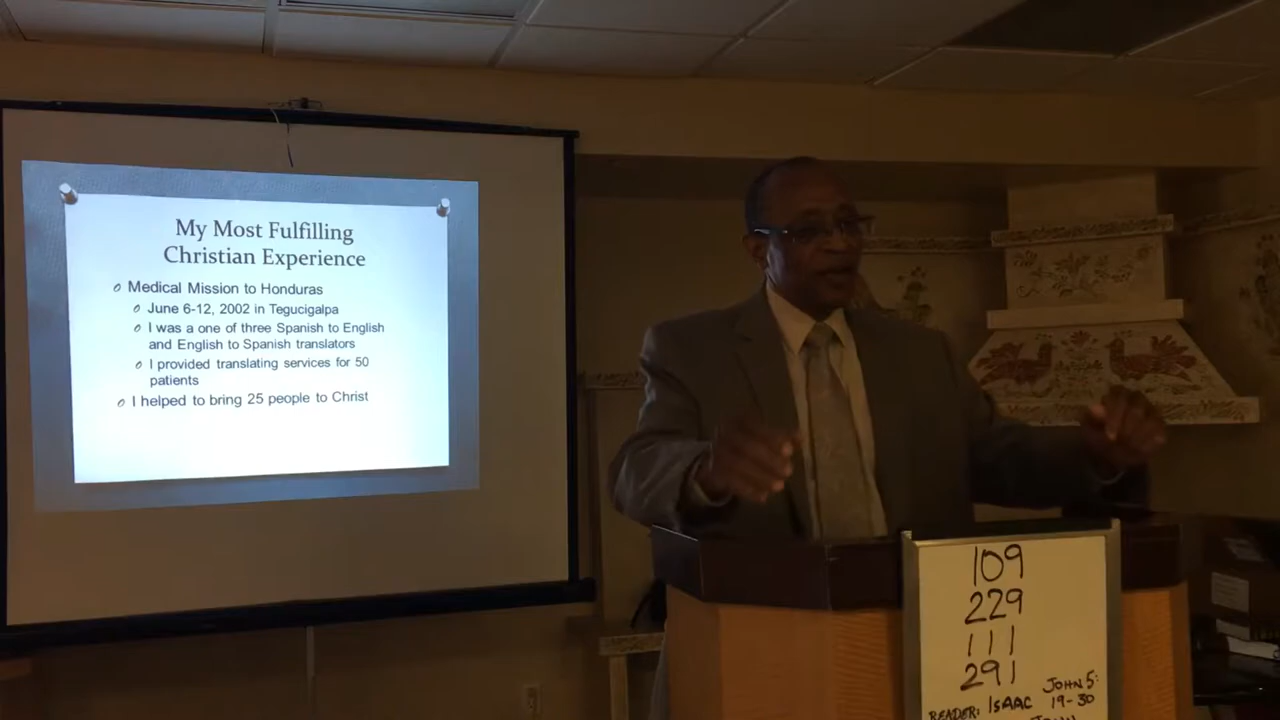 My Most Fulfilling
Christian Experience
Medical Mission to Honduras
June 6-12, 2002 in Tegucigalpa
I was a one of three Spanish to English
and English to Spanish translators
I provided translating services for 50
patients
I helped to bring 25 people to Christ
109
229
111
291
READER: ISAAC JOHN 5:
19-30
JOHN